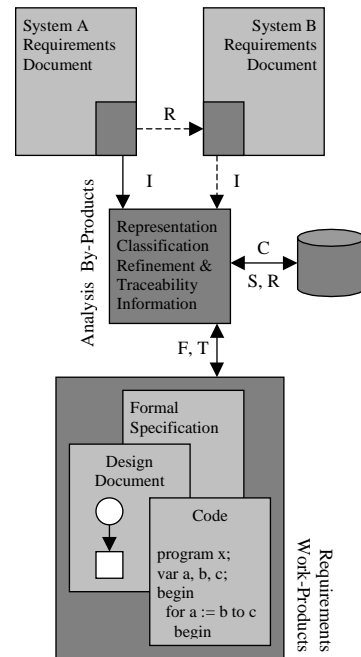 System A
Requirements
Document
System B
Requirements
Document
R
I
I
Analysis By-Products
Representation
Classification
Refinement &
Traceability
Information
C
S, R
F, T
Formal
Specification
Design
Document
Code
program x;
var a, b, c;
begin
for a := b to c
begin
Requirements
Work-Products